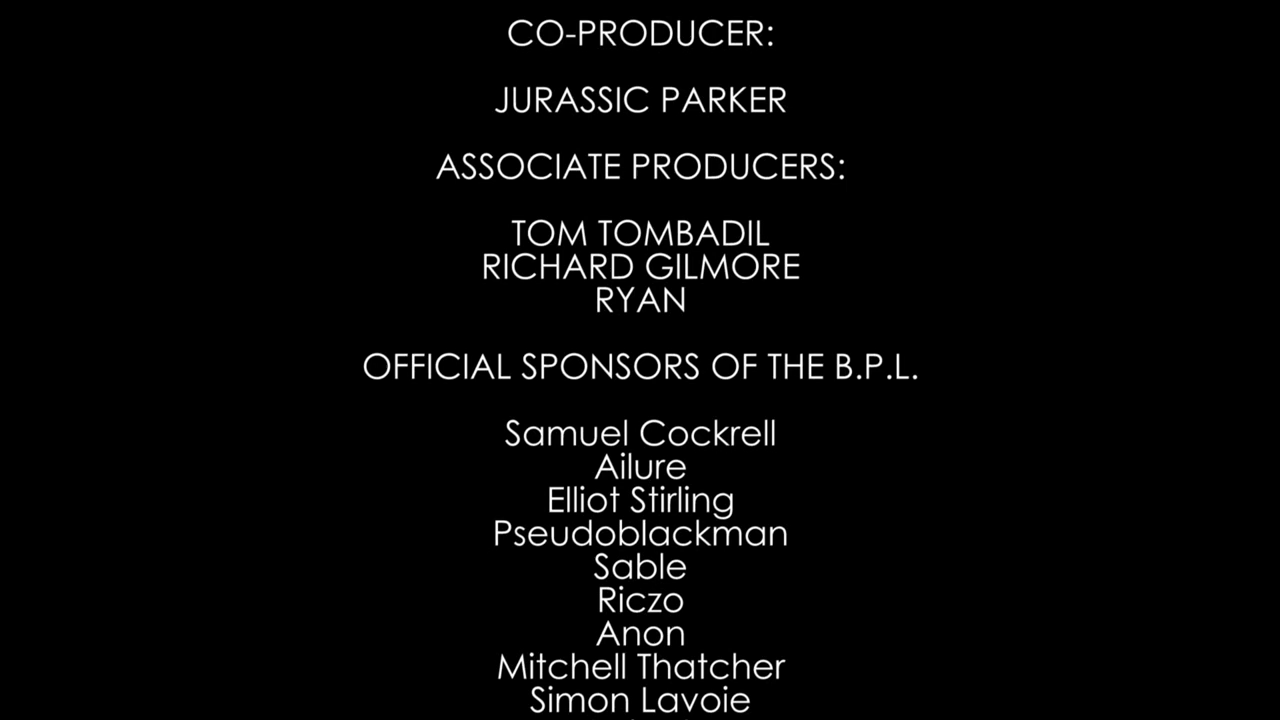 CO-PRODUCER:
JURASSIC PARKER
ASSOCIATE PRODUCERS:
TOM TOMBADIL
RICHARD GILMORE
RYAN
OFFICIAL SPONSORS OF THE B.P.L.
Samuel Cockrell
Ailure
Elliot Stirling
Pseudoblackman
Sable
Riczo
Anon
Mitchell Thatcher
Simon Lavoie